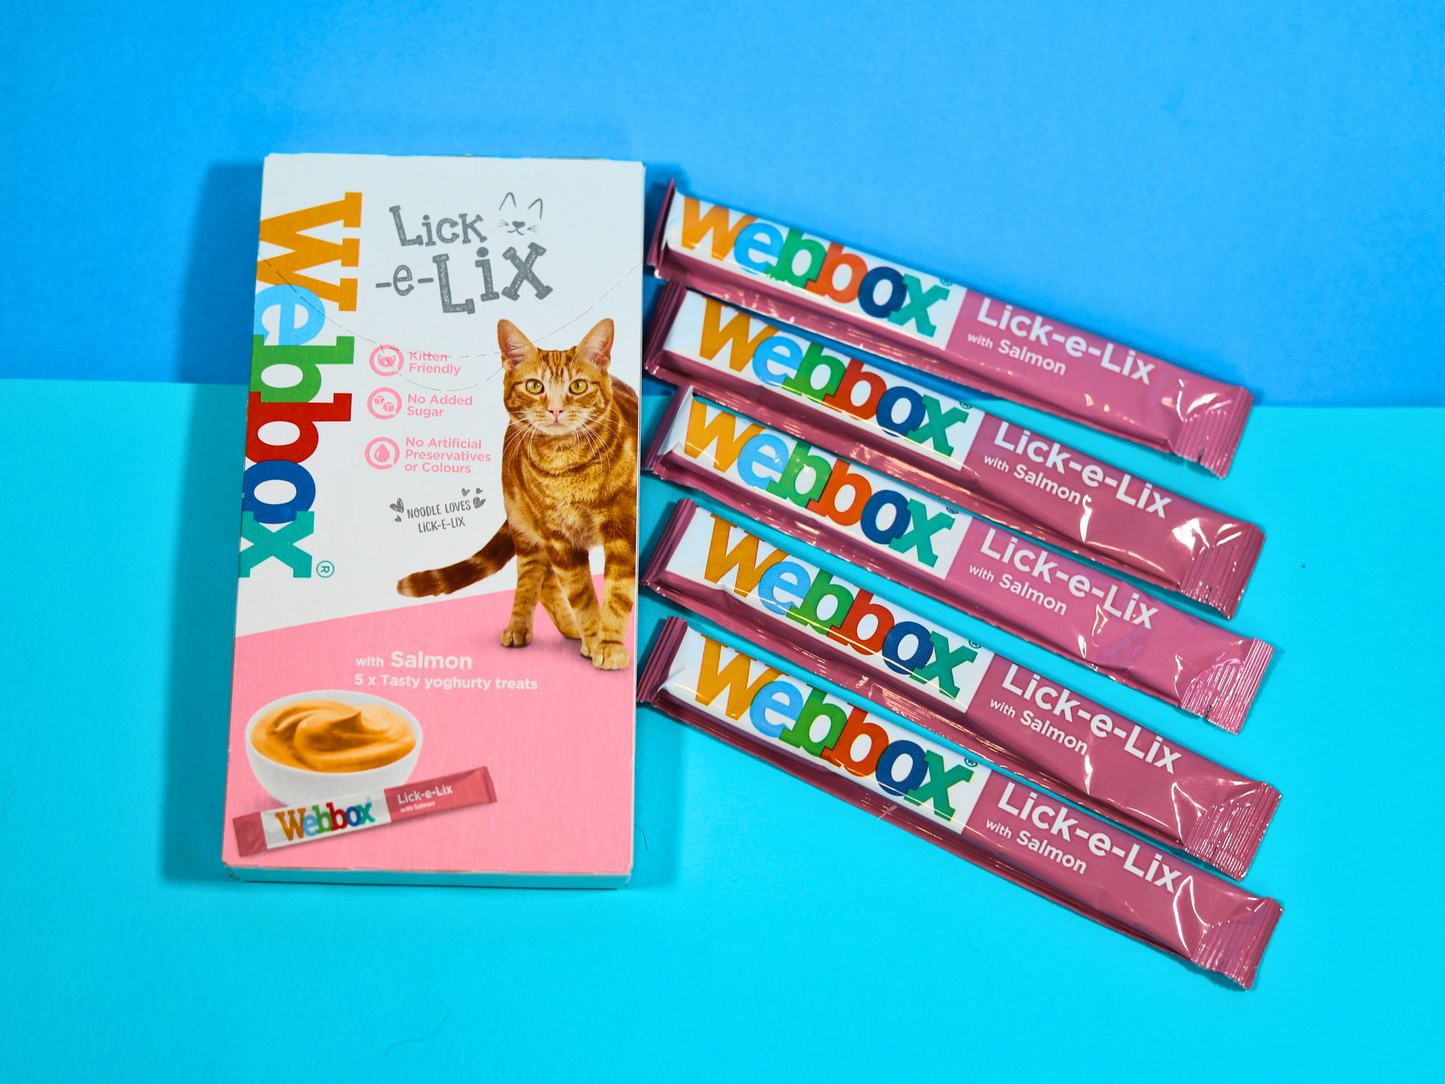 Webbox®
Lick
-e-Lix
Kitten
Friendly
No Added
Sugar
No Artificial
Preservatives
or Colours
NOODLE LOVES
LICK-E-LIX
with Salmon
5 x Tasty yoghurty treats
Webbox Lick-e-Lix
with Salmon
Webbox® Lick-e-Lix
with Salmon
Webbox® Lick-e-Lix
with Salmon
Webbox® Lick-e-Lix
with Salmon
Webbox® Lick-e-Lix
with Salmon
Webbox® Lick-e-Lix
with Salmon